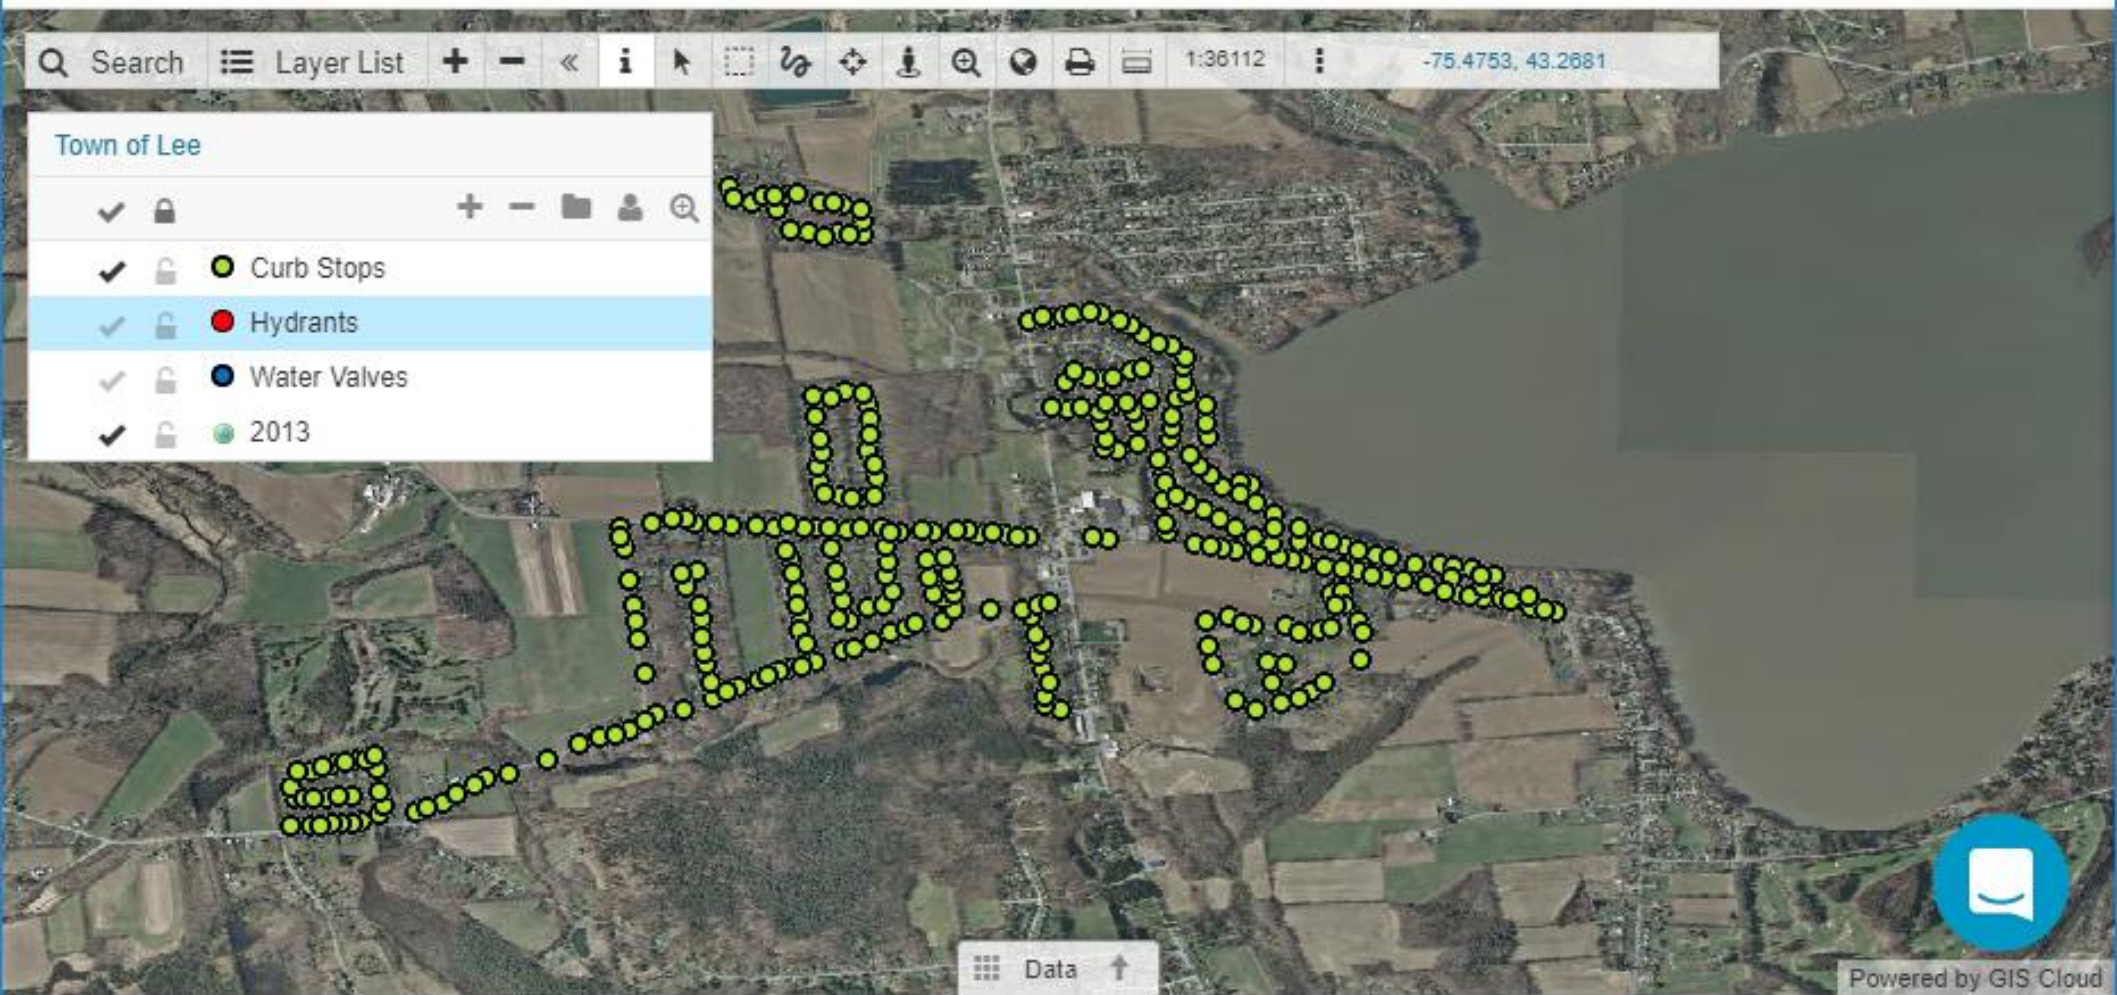 Search Layer List 1:36112 -75.4753, 43.2681
Town of Lee
Curb Stops
Hydrants
Water Valves
2013
Data
Powered by GIS Cloud